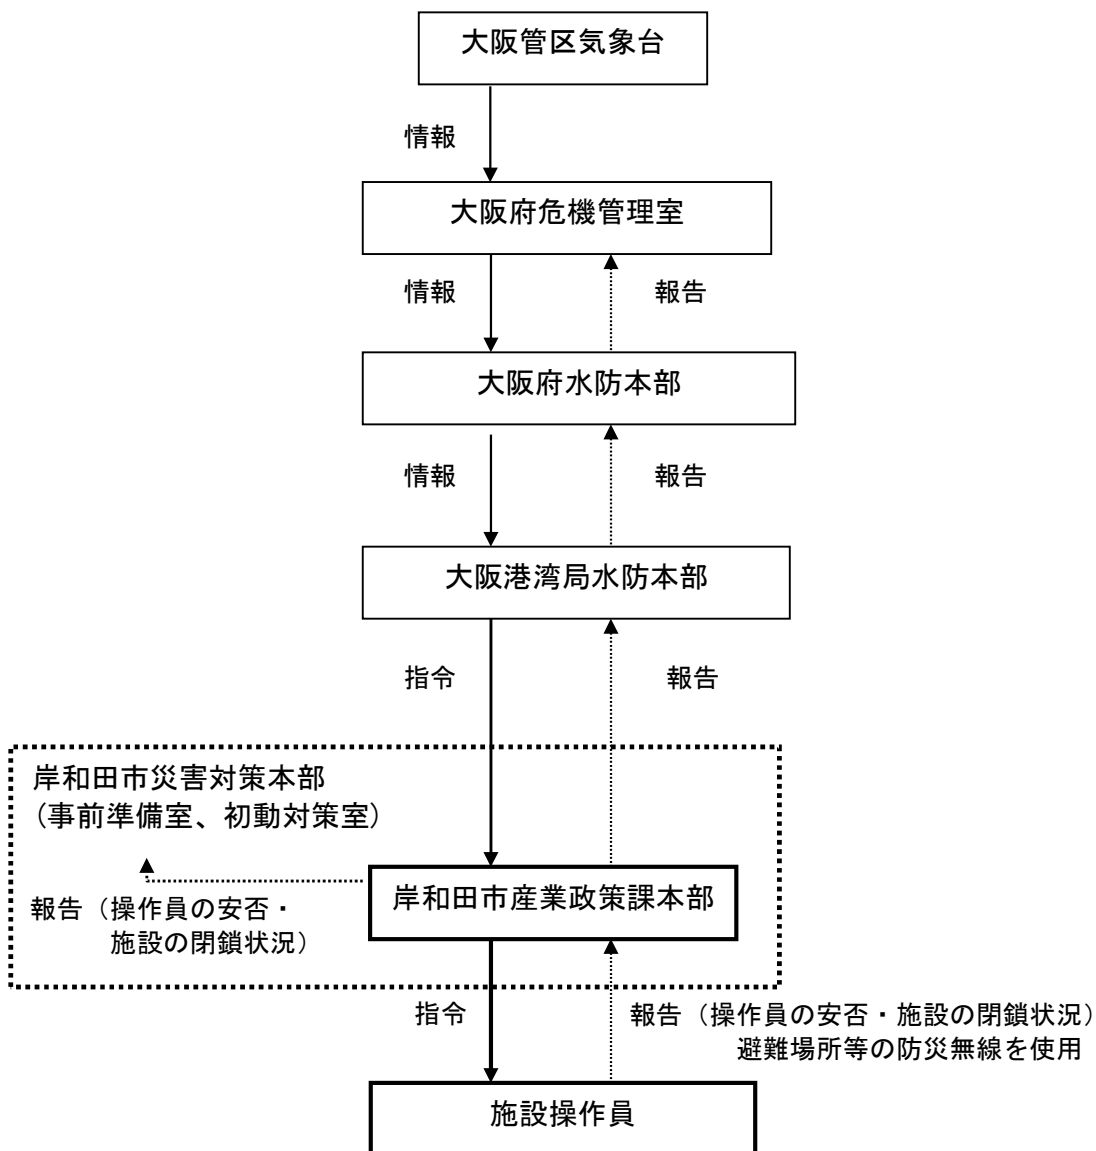 大阪管区気象台
情報
大阪府危機管理室
情報
報告
大阪府水防本部
情報
報告
大阪港湾局水防本部
指令
報告
岸和田市災害対策本部
（事前準備室、初動対策室）
岸和田市産業政策課本部
報告（操作員の安否・
施設の閉鎖状況）
指令
報告（操作員の安否・施設の閉鎖状況）
避難場所等の防災無線を使用
施設操作員